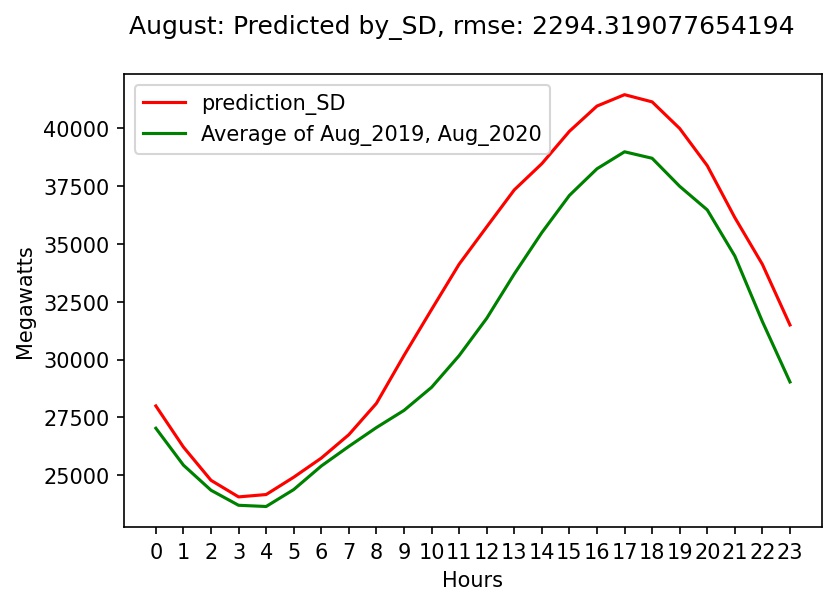 August: Predicted by_SD, rmse: 2294.319077654194
prediction_SD
Average of Aug_2019, Aug_2020
40000
37500
35000
32500
30000
27500
25000
Megawatts
0 1 2 3 4 5 6 7 8 9 10 11 12 13 14 15 16 17 18 19 20 21 22 23
Hours